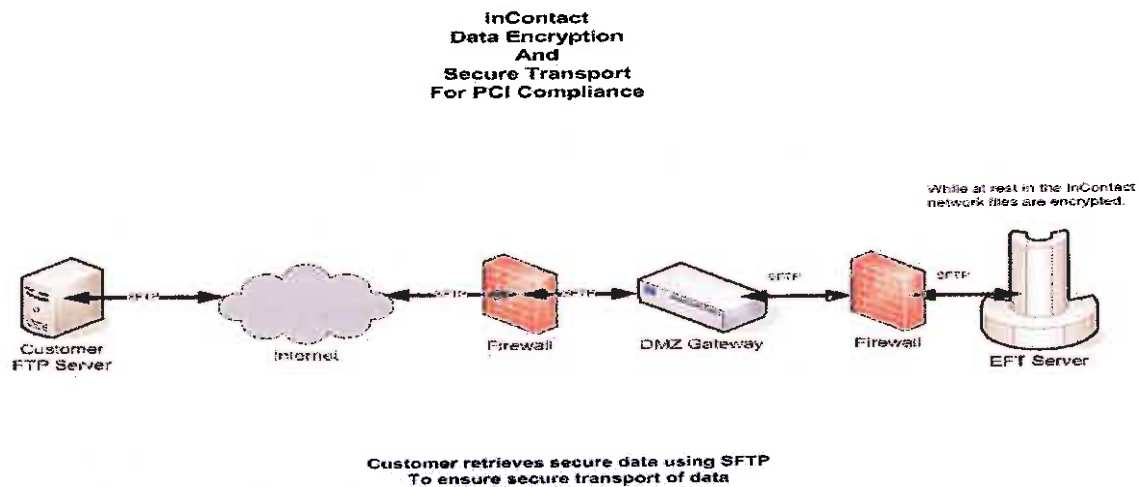 inContact
Data Encryption
And
Secure Transport
For PCI Compliance
While at rest in the InContact
network files are encrypted.
SFTP
SFTP
SFTP
SFTP
SFTP
Customer
FTP Server
Internet
Firewall
DMZ Gateway
Firewall
EFT Server
Customer retrieves secure data using SFTP
To ensure secure transport of data